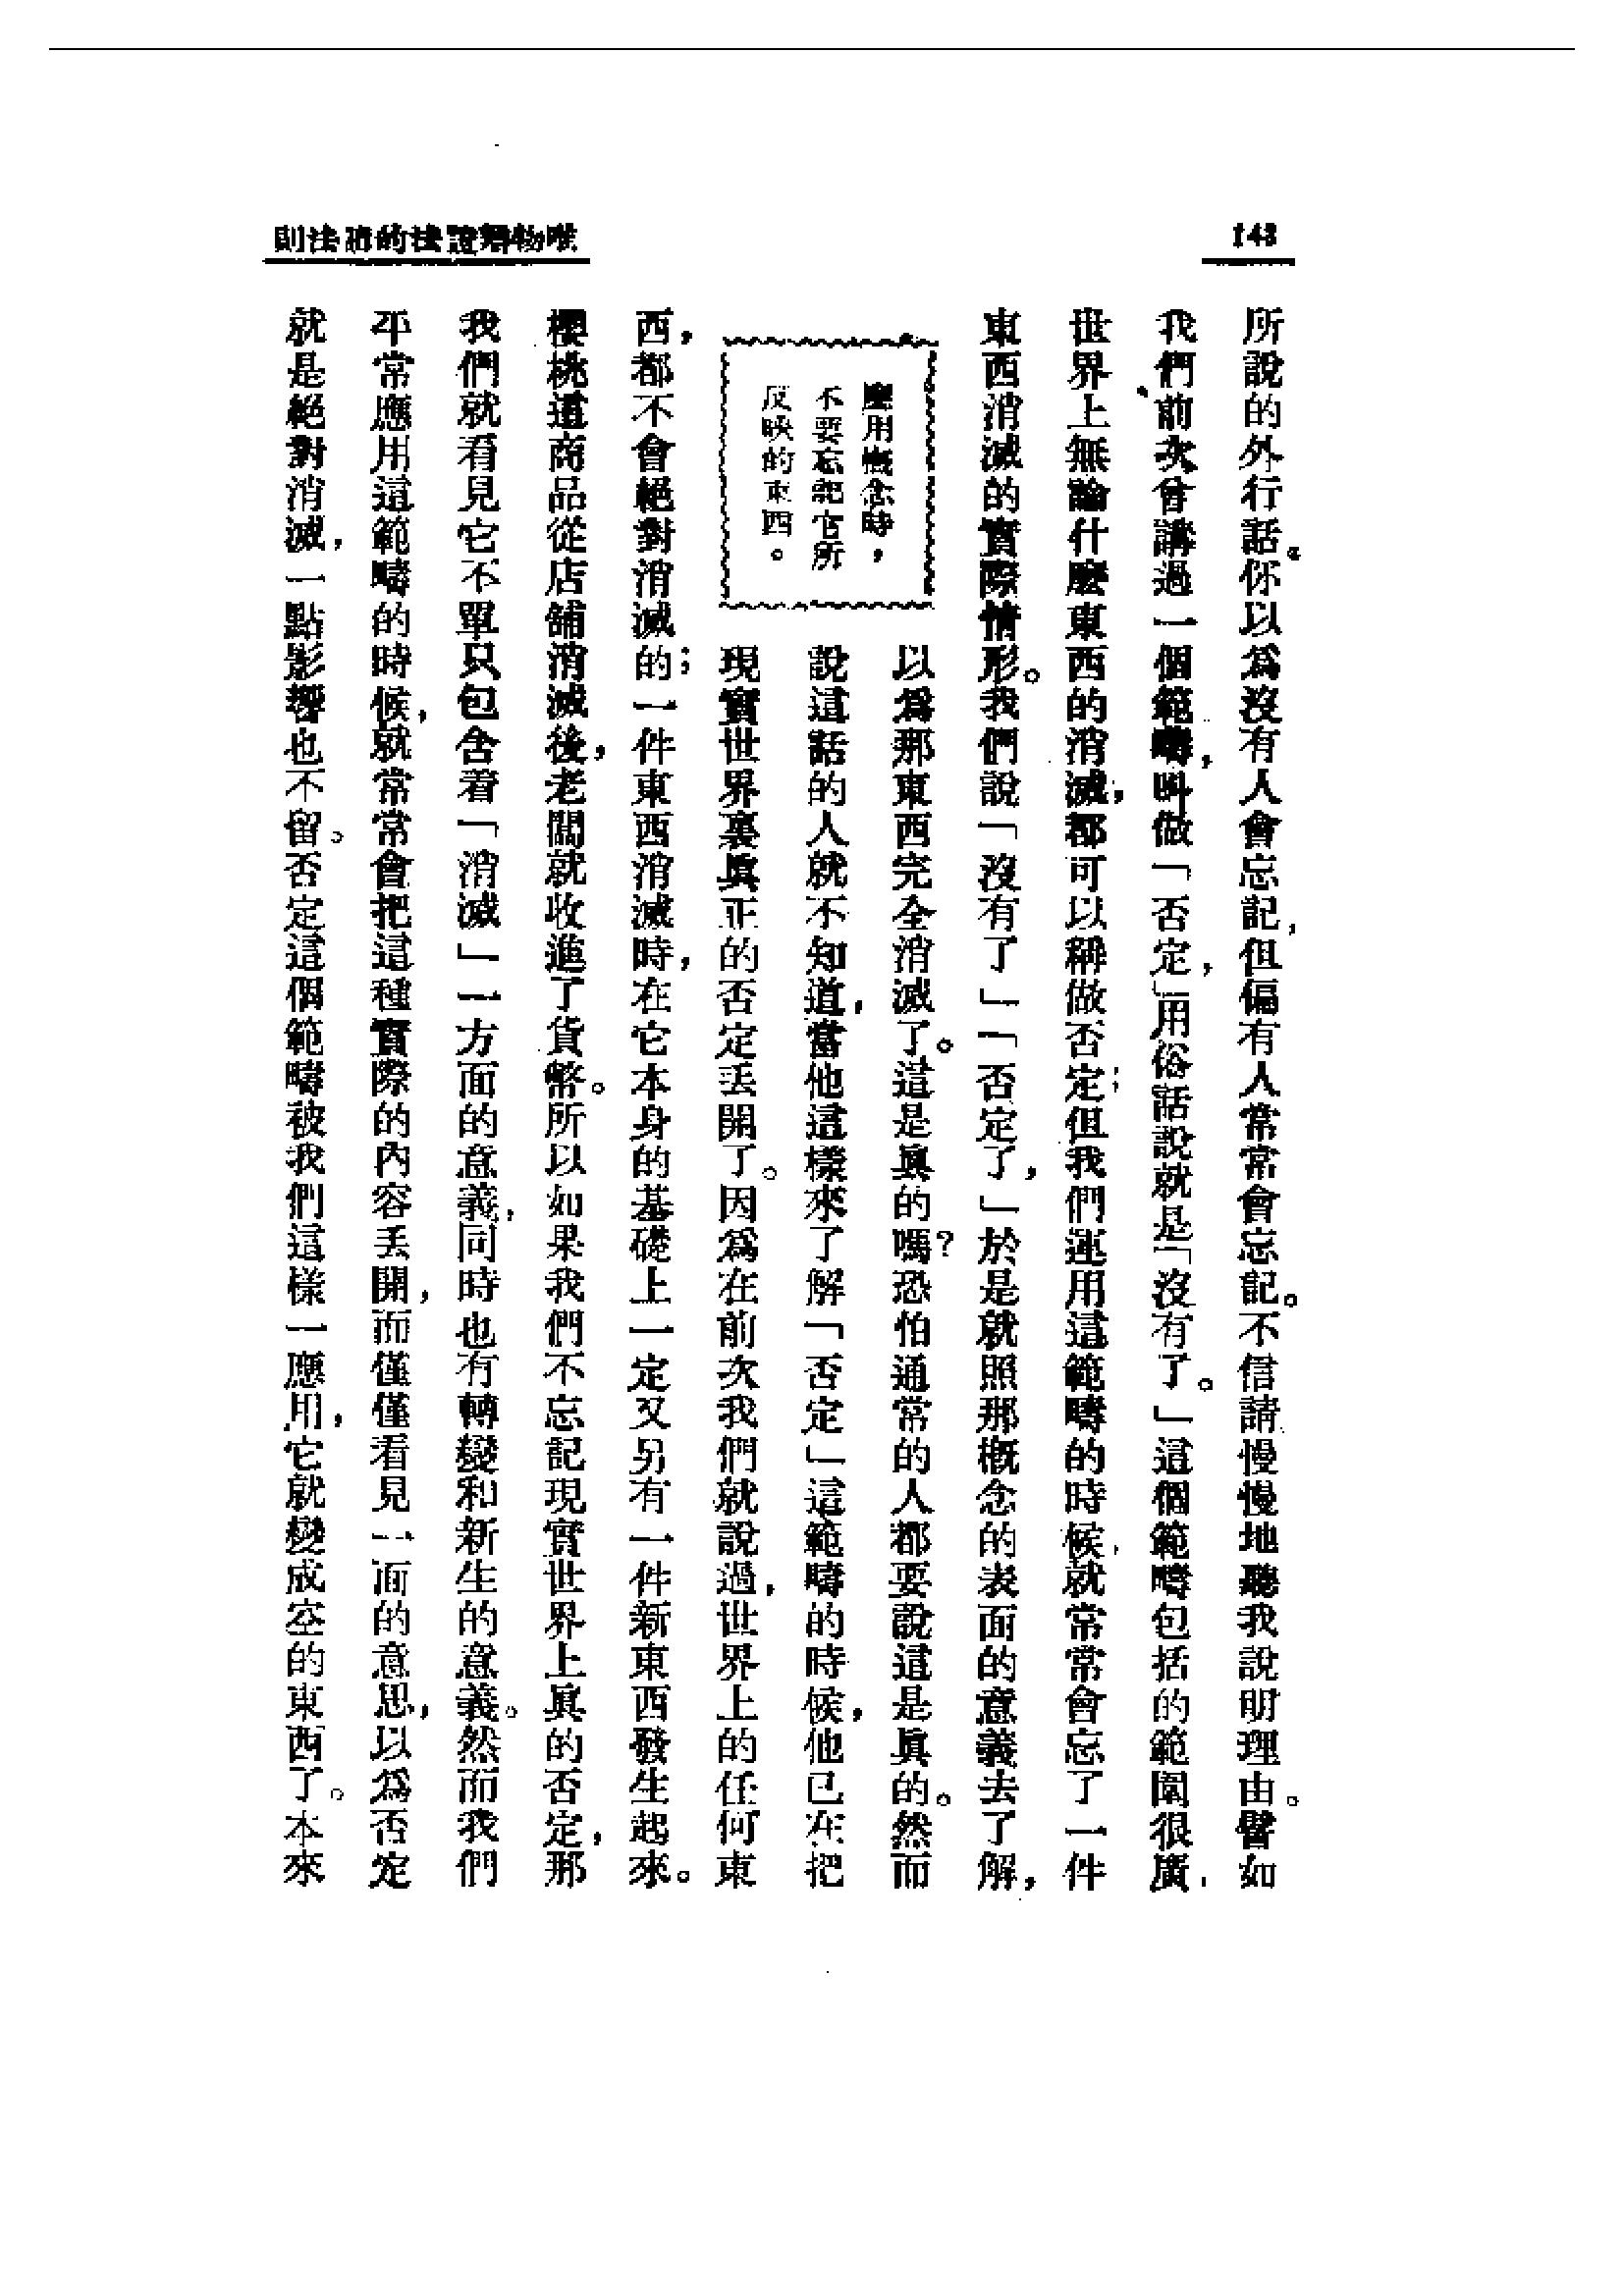 143
唯物辯證法的諸法則
所說的外行話。你以爲沒有人會忘記，但偏有人常常會忘記。不信請慢慢地聽我說明理由。譬如
我們前次會講過一個範疇，叫做「否定，」用俗話說就是「沒有了。」這個範疇包括的範圍很廣，
世界上無論什麼東西的消滅，都可以稱做否定；但我們運用這範疇的時候，就常常會忘了一件
東西消滅的實際情形。我們說「沒有了」「否定了，」於是就照那概念的表面的意義去了解，
以爲那東西完全消滅了。這是眞的嗎？恐怕通常的人都要說這是眞的。然而
說這話的人就不知道，當他這樣來了解「否定」這範疇的時候，他已在把
現實世界裏眞正的否定丟開了。因爲在前次我們就說過，世界上的任何東
應用概念時，
不要忘記它所
反映的東西。
西，都不會絕對消滅的；一件東西消滅時，在它本身的基礎上一定又另有一件新東西發生起來。
櫻桃這商品從店舖消滅後，老闆就收進了貨幣。所以如果我們不忘記現實世界上眞的否定，那
我們就看見它不單只包含着「消滅」一方面的意義，同時也有轉變和新生的意義。然而我們
平常應用這範疇的時候，就常常會把這種實際的內容丟開，而僅僅看見一面的意思，以爲否定
就是絕對消滅，一點影響也不留。否定這個範疇被我們這樣一應用，它就變成空的東西了。本來